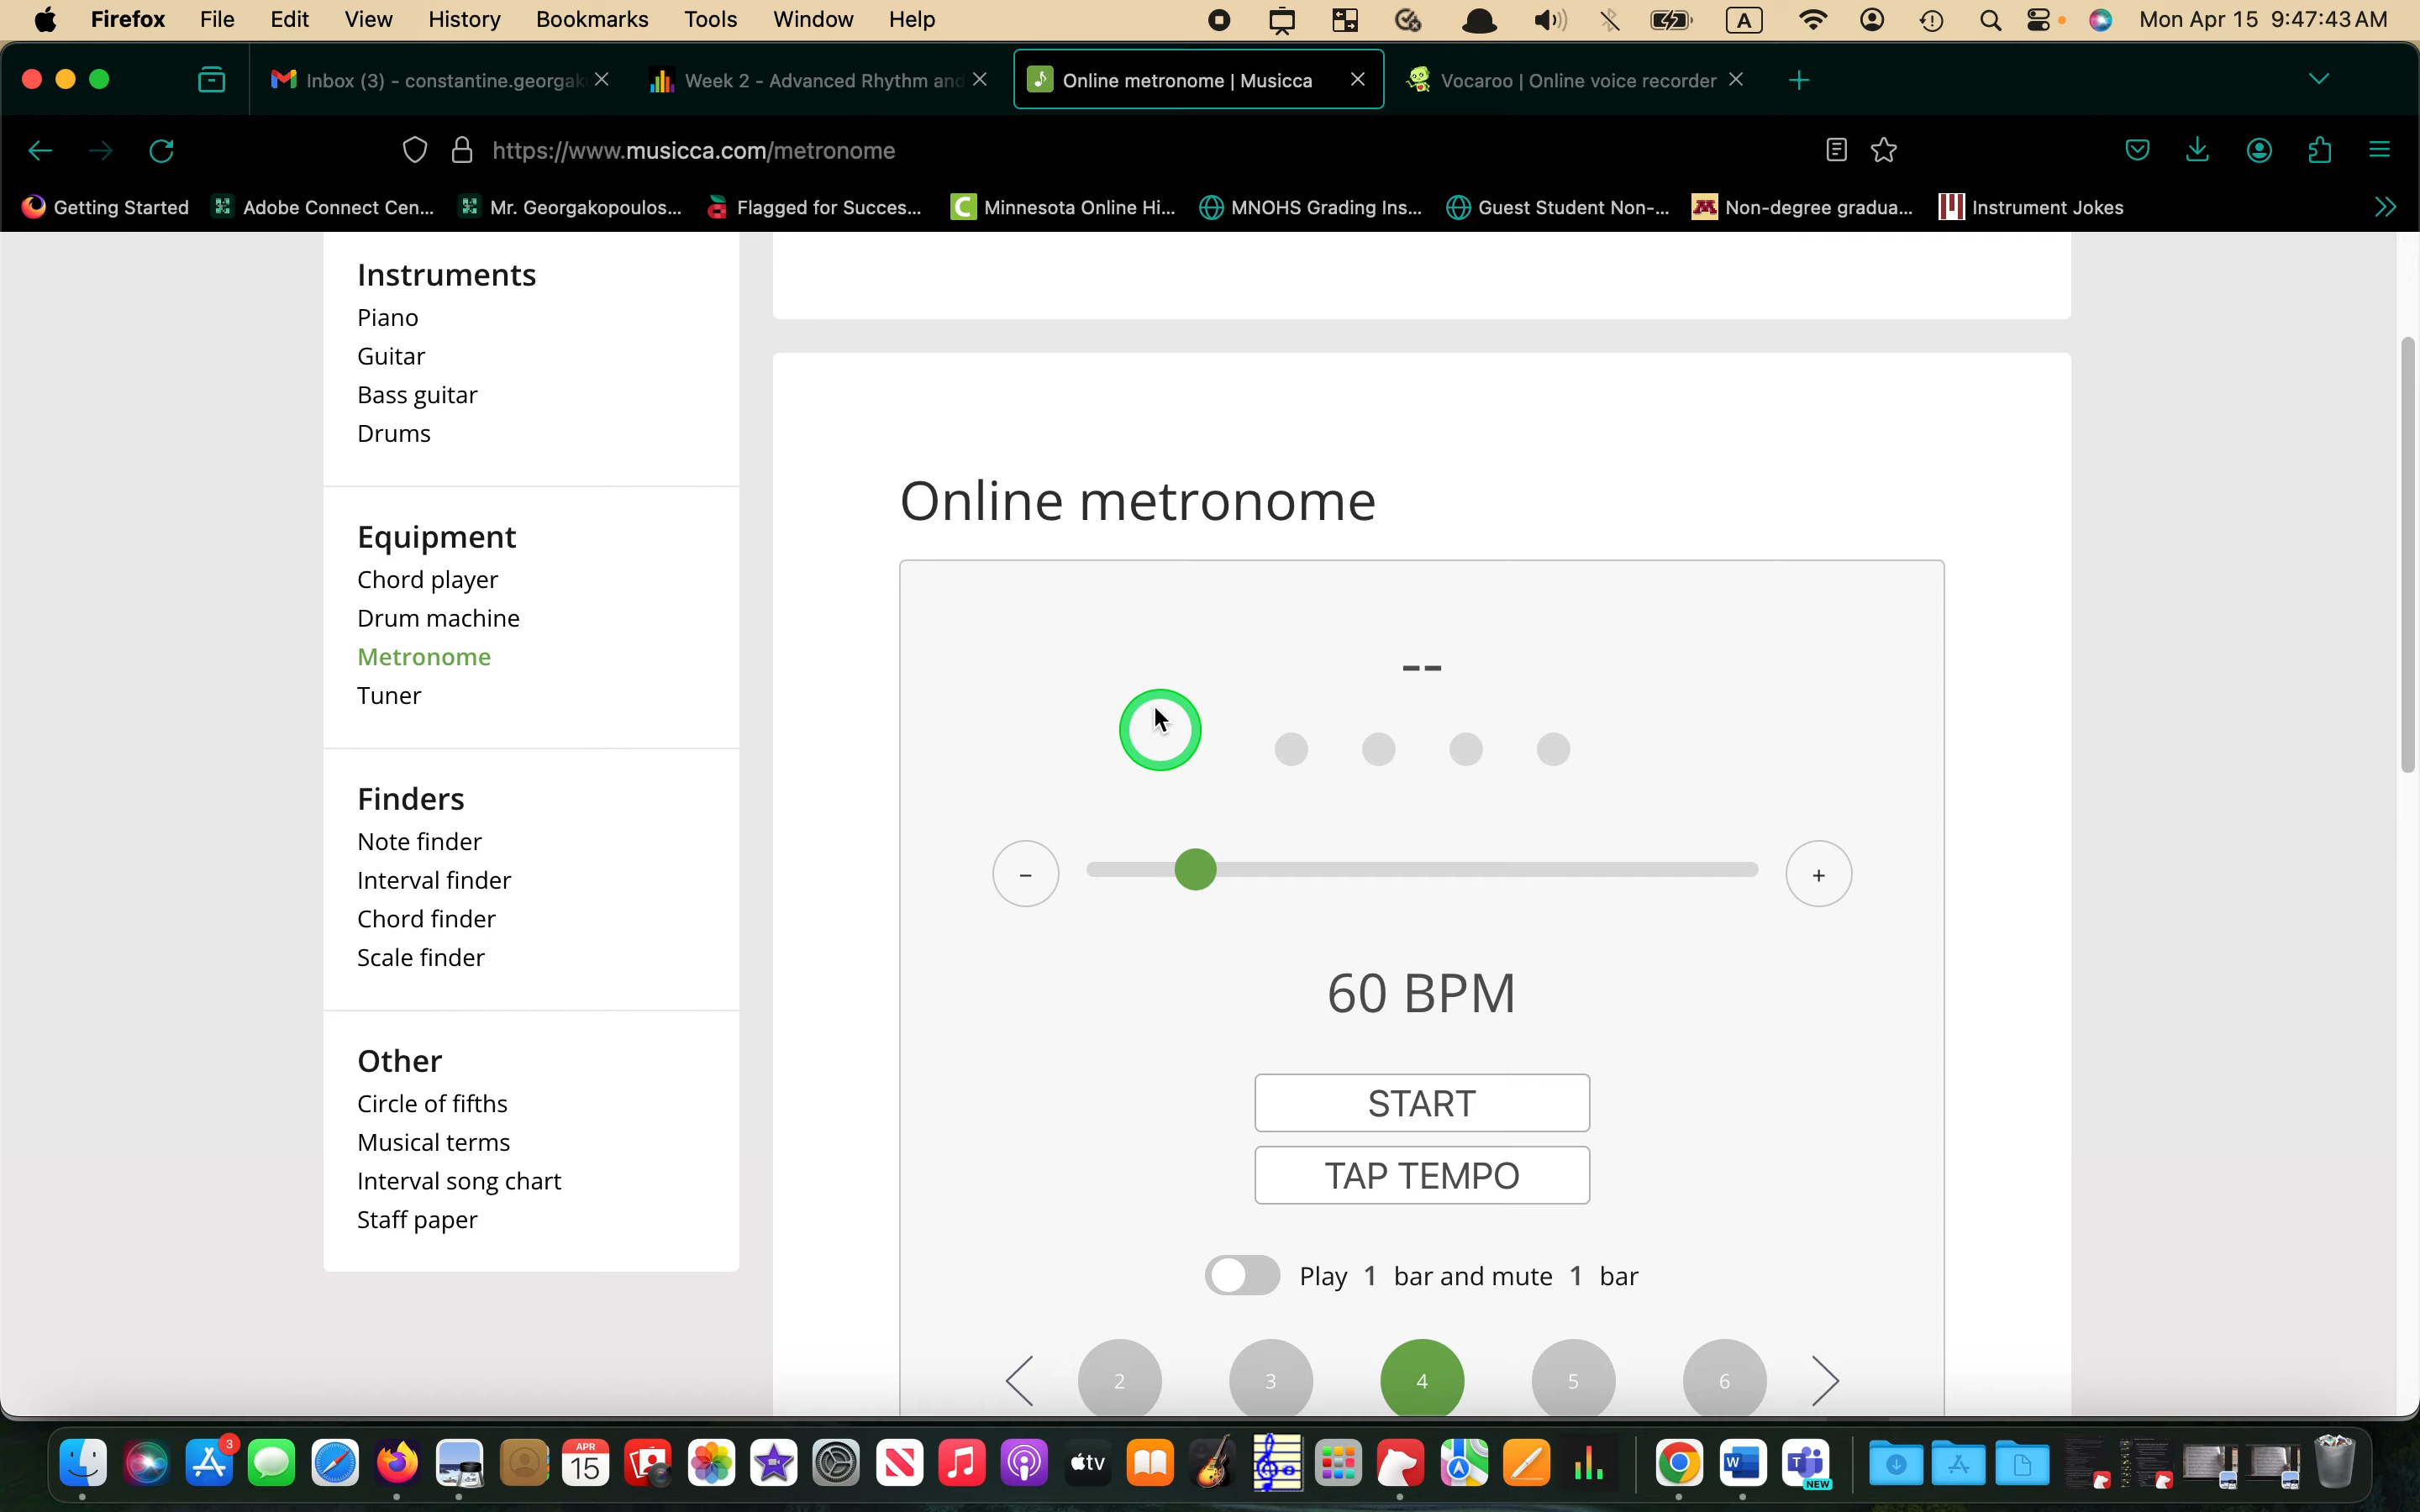 Firefox File Edit View History Bookmarks Tools Window Help A Mon Apr 15 9:47:43 AM
Inbox (3) - constantine.georgak Week 2 - Advanced Rhythm and Online metronome | Musicca Vocaroo | Online voice recorder
https://www.musicca.com/metronome
Getting Started Adobe Connect Cen... Mr. Georgakopoulos... Flagged for Succes... Minnesota Online Hi... MNOHS Grading Ins... Guest Student Non-... Non-degree gradua... Instrument Jokes
Instruments
Piano
Guitar
Bass guitar
Drums
Equipment
Chord player
Drum machine
Metronome
Tuner
Finders
Note finder
Interval finder
Chord finder
Scale finder
Other
Circle of fifths
Musical terms
Interval song chart
Staff paper
Online metronome
--
- +
60 BPM
START
TAP TEMPO
Play 1 bar and mute 1 bar
2 3 4 5 6
3 APR 15 tv W T NEW